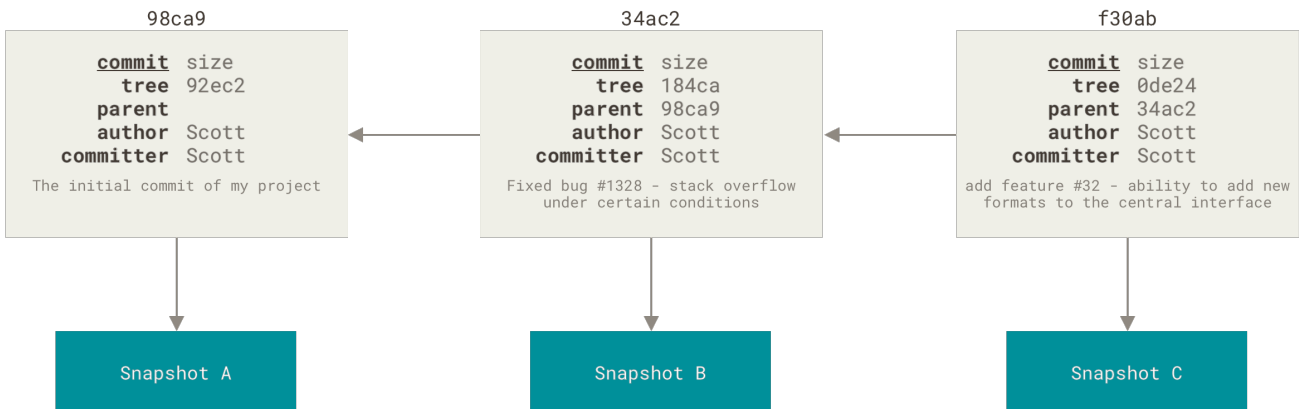 98ca9
commit size
tree 92ec2
parent
author Scott
committer Scott
The initial commit of my project
Snapshot A
34ac2
commit size
tree 184ca
parent 98ca9
author Scott
committer Scott
Fixed bug #1328 - stack overflow
under certain conditions
Snapshot B
f30ab
commit size
tree 0de24
parent 34ac2
author Scott
committer Scott
add feature #32 - ability to add new
formats to the central interface
Snapshot C